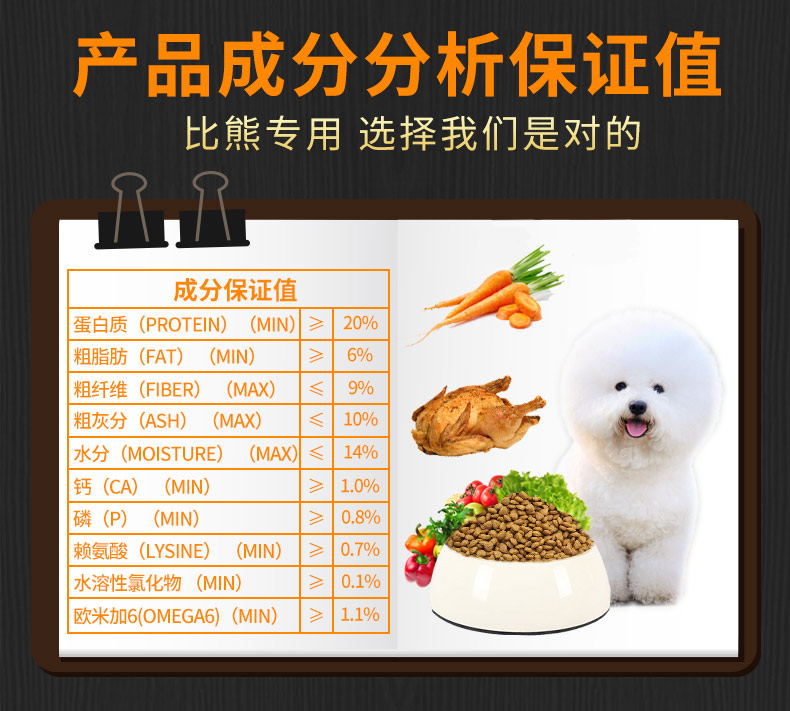 产品成分分析保证值
比熊专用 选择我们是对的
成分保证值
蛋白质（PROTEIN）（MIN） ≥ 20%
粗脂肪（FAT）（MIN） ≥ 6%
粗纤维（FIBER）（MAX） ≤ 9%
粗灰分（ASH）（MAX） ≤ 10%
水分（MOISTURE）（MAX） ≤ 14%
钙（CA）（MIN） ≥ 1.0%
磷（P）（MIN） ≥ 0.8%
赖氨酸（LYSINE）（MIN） ≥ 0.7%
水溶性氯化物（MIN） ≥ 0.1%
欧米加6(OMEGA6)（MIN） ≥ 1.1%